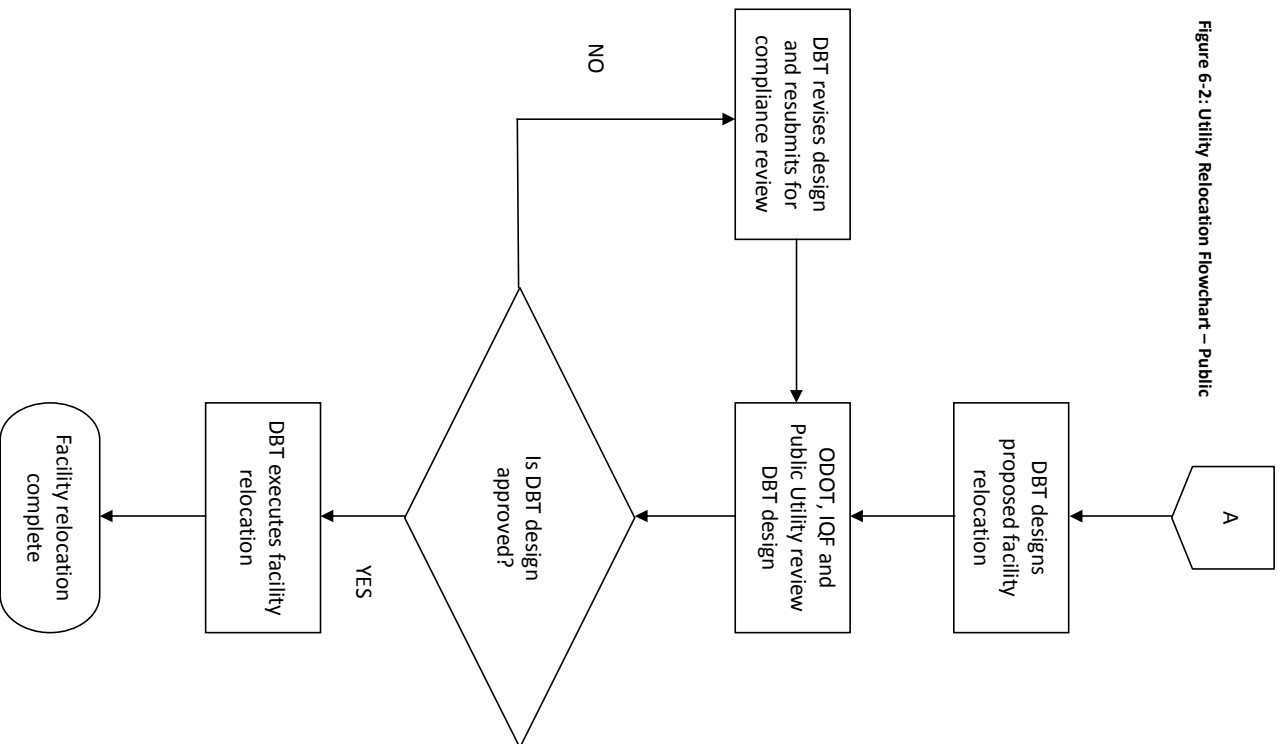 Figure 6-2: Utility Relocation Flowchart – Public
A
DBT designs
proposed facility
relocation
ODOT, IQF and
Public Utility review
DBT design
DBT revises design
and resubmits for
compliance review
Is DBT design
approved?
NO
YES
DBT executes facility
relocation
Facility relocation
complete